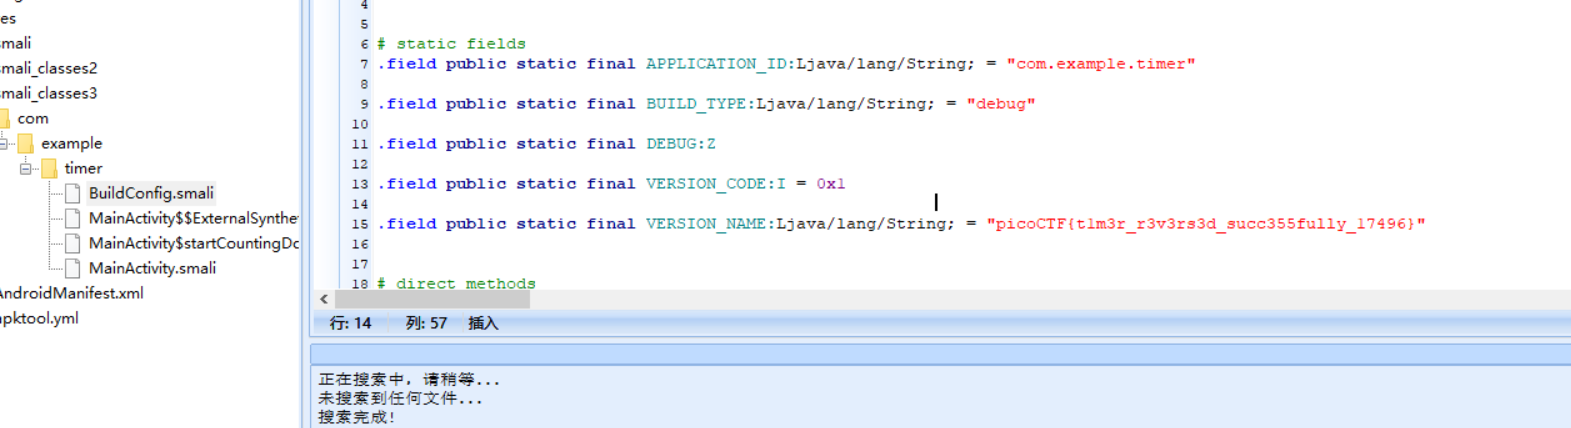 es
smali
smali_classes2
smali_classes3
com
example
timer
BuildConfig.smali
MainActivity$$ExternalSynthe
MainActivity$startCountingDo
MainActivity.smali
AndroidManifest.xml
apktool.yml
4
5
6 # static fields
7 .field public static final APPLICATION_ID:Ljava/lang/String; = "com.example.timer"
8
9 .field public static final BUILD_TYPE:Ljava/lang/String; = "debug"
10
11 .field public static final DEBUG:Z
12
13 .field public static final VERSION_CODE:I = 0x1
14
15 .field public static final VERSION_NAME:Ljava/lang/String; = "picoCTF{t1m3r_r3v3rs3d_succ355fully_17496}"
16
17
18 # direct methods
行: 14 列: 57 插入
正在搜索中, 请稍等...
未搜索到任何文件...
搜索完成!